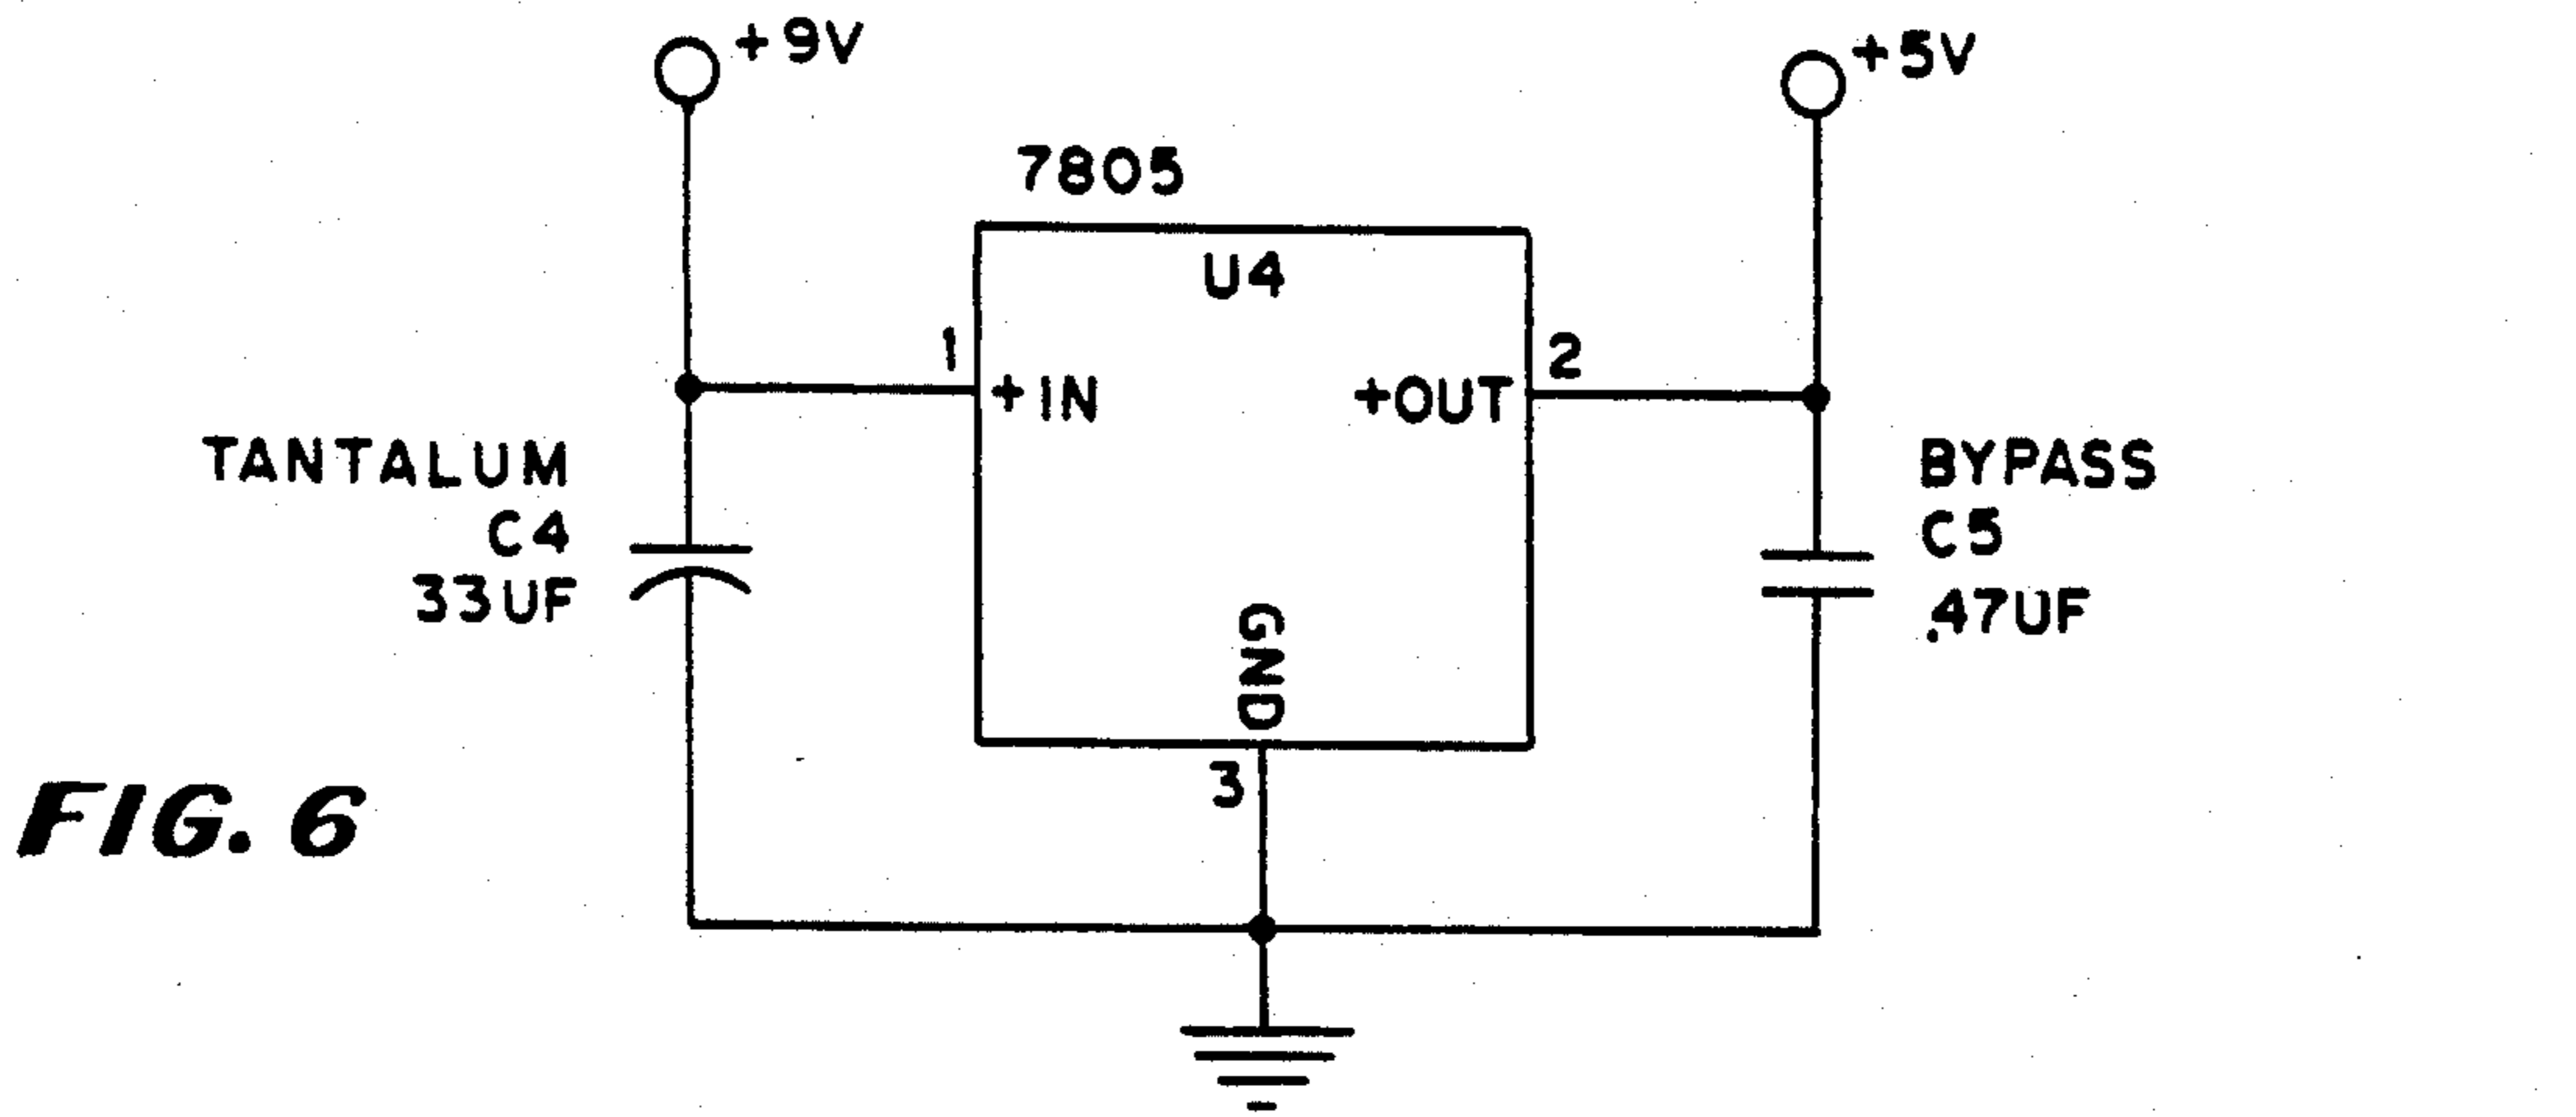 +9V
+5V
7805
U4
1
+IN
+OUT
2
TANTALUM
C4
33UF
BYPASS
C5
.47UF
GND
3
FIG. 6